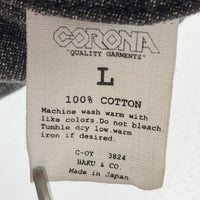 CORONA
"QUALITY GARMENTS"
L
100% COTTON
Machine wash warm with
like colors. Do not bleach.
Tumble dry low. warm
iron if desired.
C-OY 3824
HAKU & CO.
Made in Japan